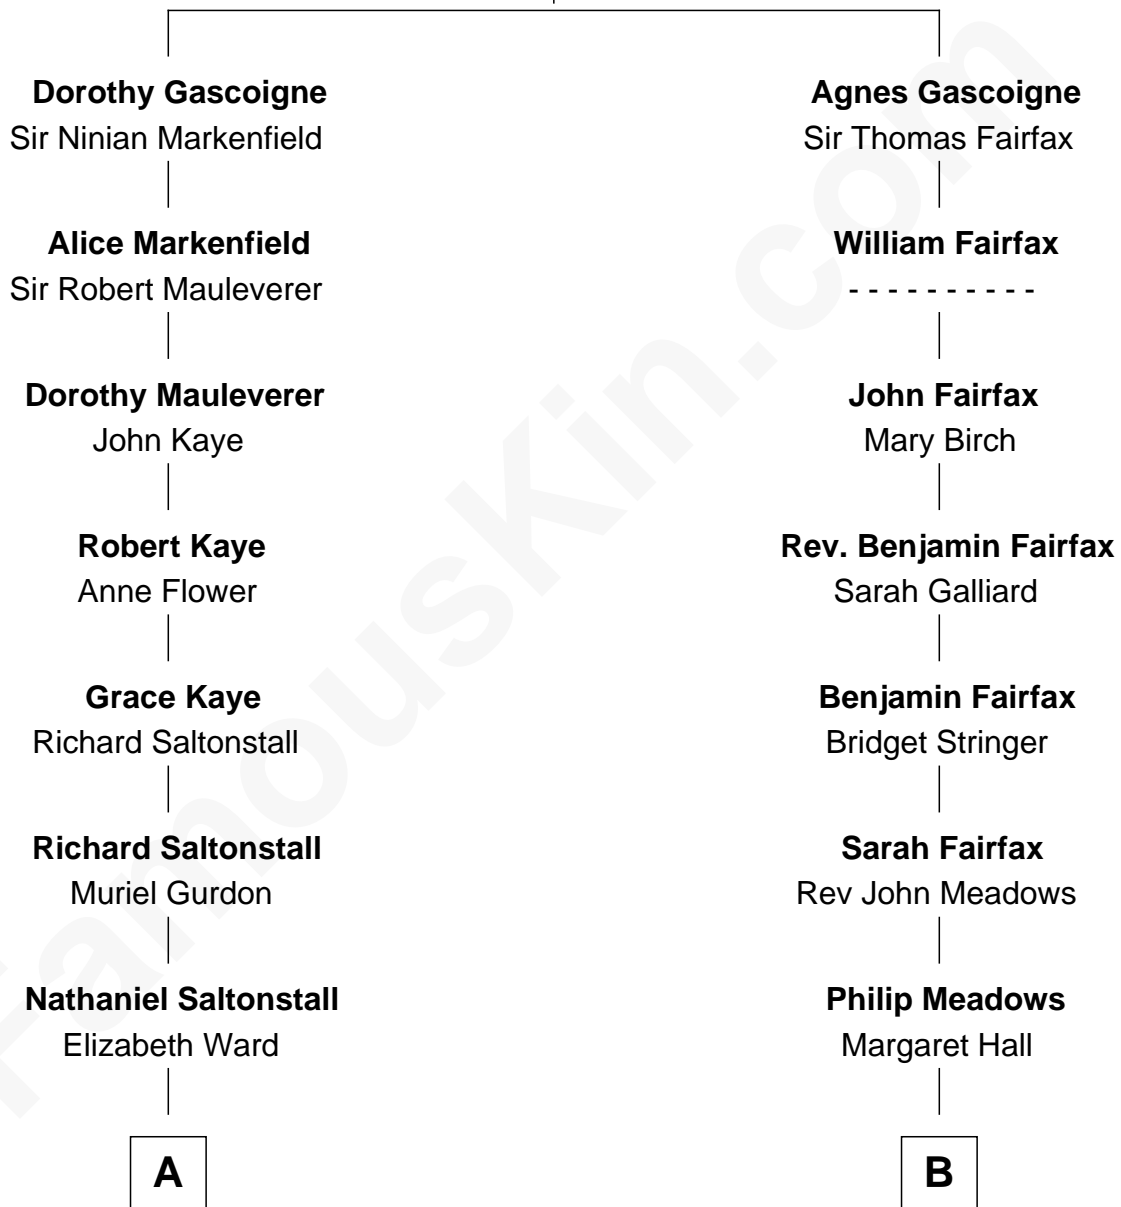 Dorothy Gascoigne
Sir Ninian Markenfield
Alice Markenfield
Sir Robert Mauleverer
Dorothy Mauleverer
John Kaye
Robert Kaye
Anne Flower
Grace Kaye
Richard Saltonstall
Richard Saltonstall
Muriel Gurdon
Nathaniel Saltonstall
Elizabeth Ward
A
Agnes Gascoigne
Sir Thomas Fairfax
William Fairfax
- - - - - - - - - -
John Fairfax
Mary Birch
Rev. Benjamin Fairfax
Sarah Galliard
Benjamin Fairfax
Bridget Stringer
Sarah Fairfax
Rev John Meadows
Philip Meadows
Margaret Hall
B
FamousKin.com